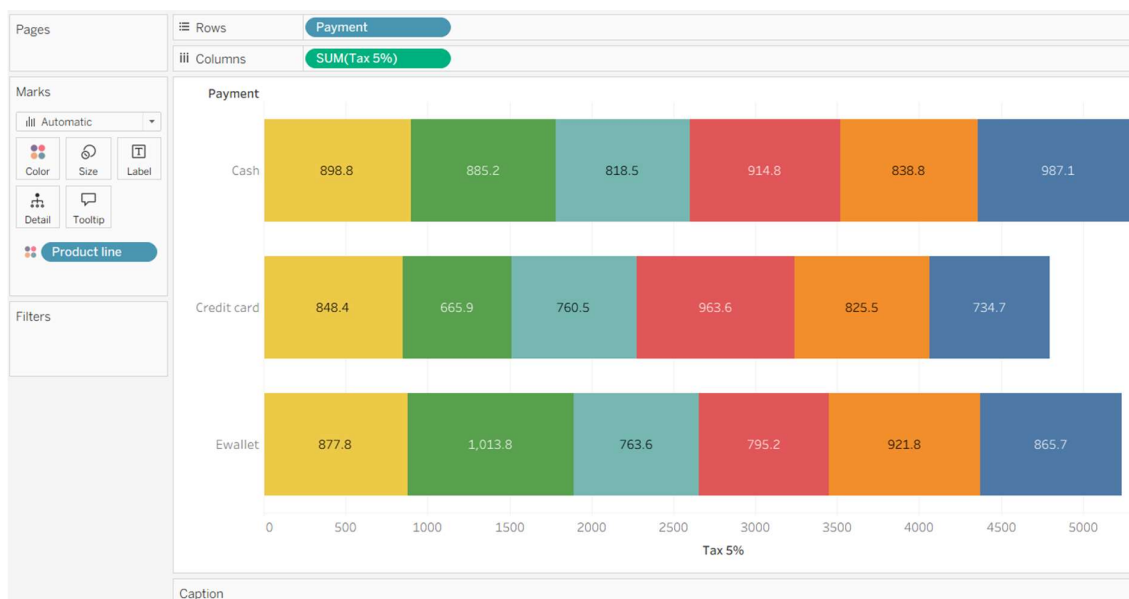 Pages
Rows
Payment
Columns
SUM(Tax 5%)
Marks
Automatic
Color
Size
Label
Detail
Tooltip
Product line
Filters
Payment
Cash
898.8 885.2 818.5 914.8 838.8 987.1
Credit card
848.4 665.9 760.5 963.6 825.5 734.7
Ewallet
877.8 1,013.8 763.6 795.2 921.8 865.7
0 500 1000 1500 2000 2500 3000 3500 4000 4500 5000
Tax 5%
Caption